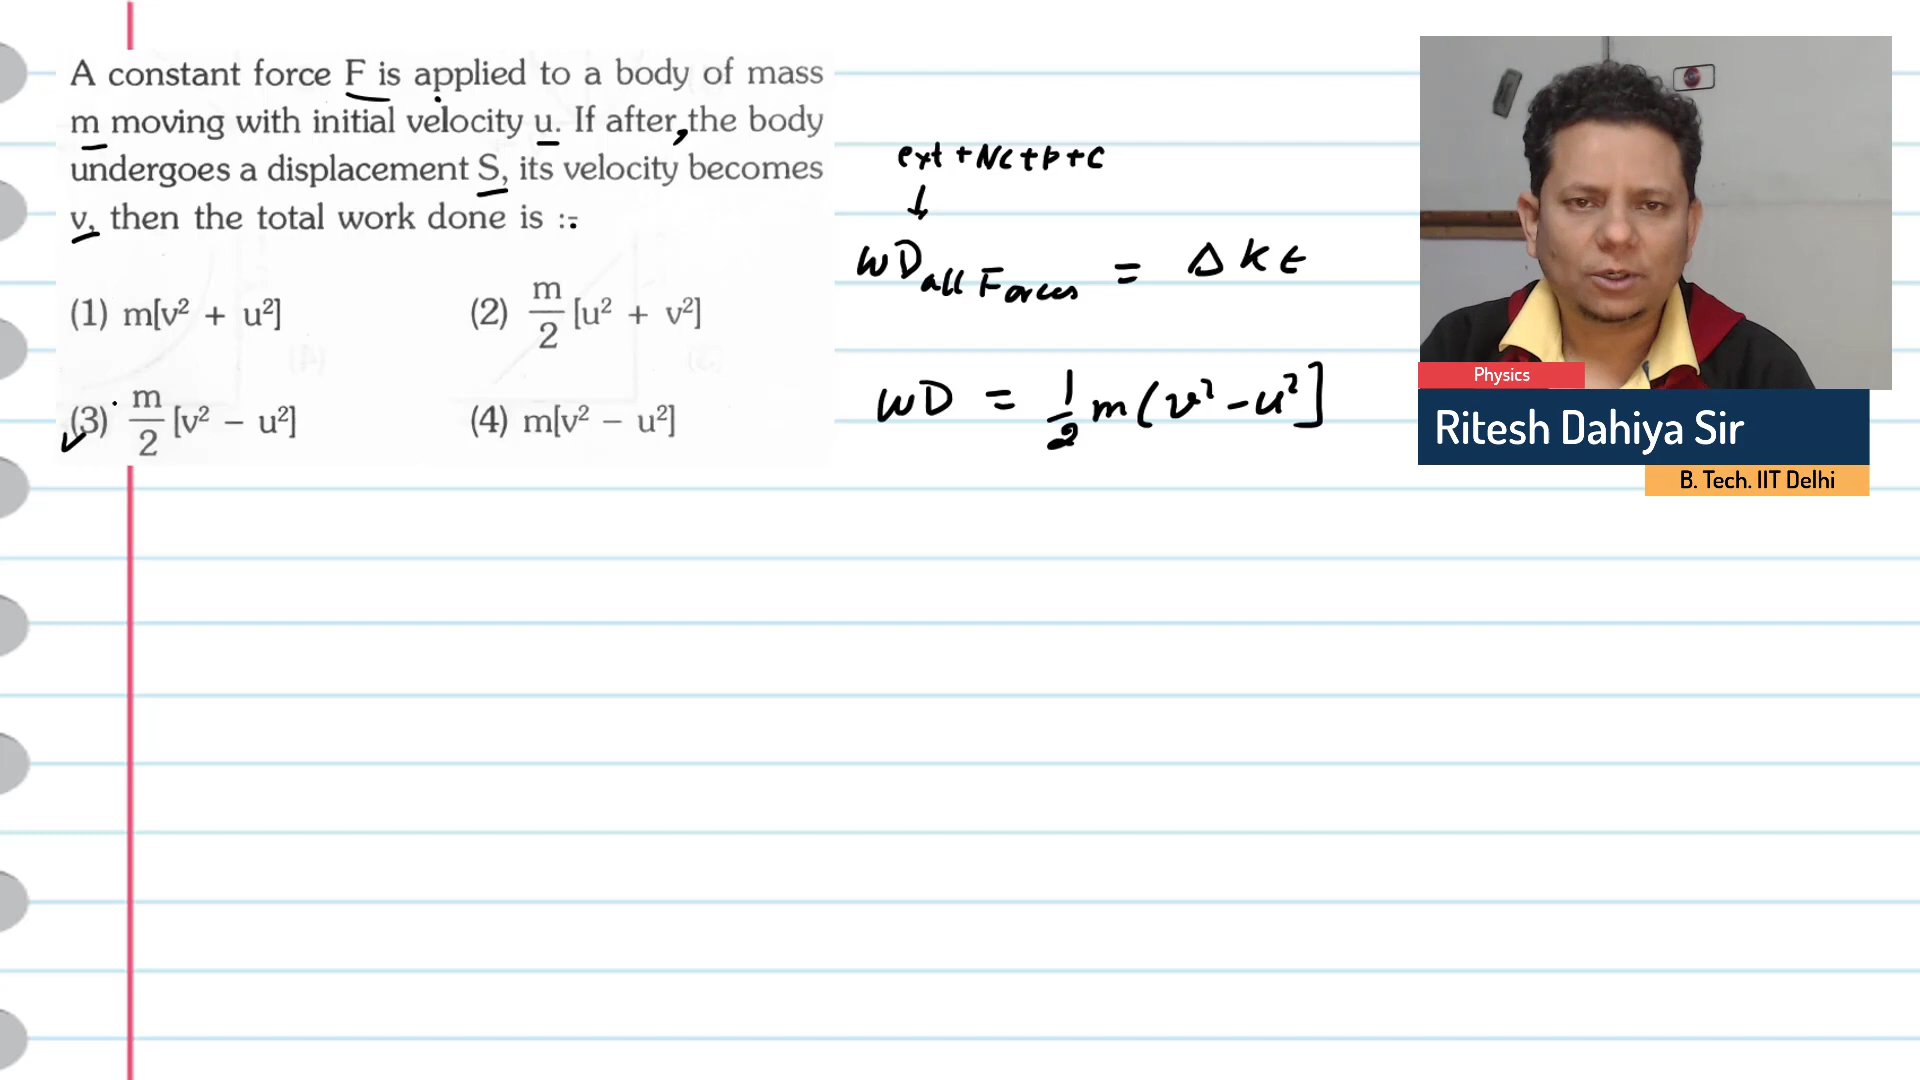 A constant force F is applied to a body of mass
m moving with initial velocity u. If after, the body
undergoes a displacement S, its velocity becomes
v, then the total work done is :-
(1) m[v² + u²]
(2) m/2 [u² + v²]
(3) m/2 [v² − u²]
(4) m[v² − u²]
ext + NC + P + C
↓
WD all Forces = Δ K E
WD = 1/2 m (v² − u²]
Physics
Ritesh Dahiya Sir
B. Tech. IIT Delhi